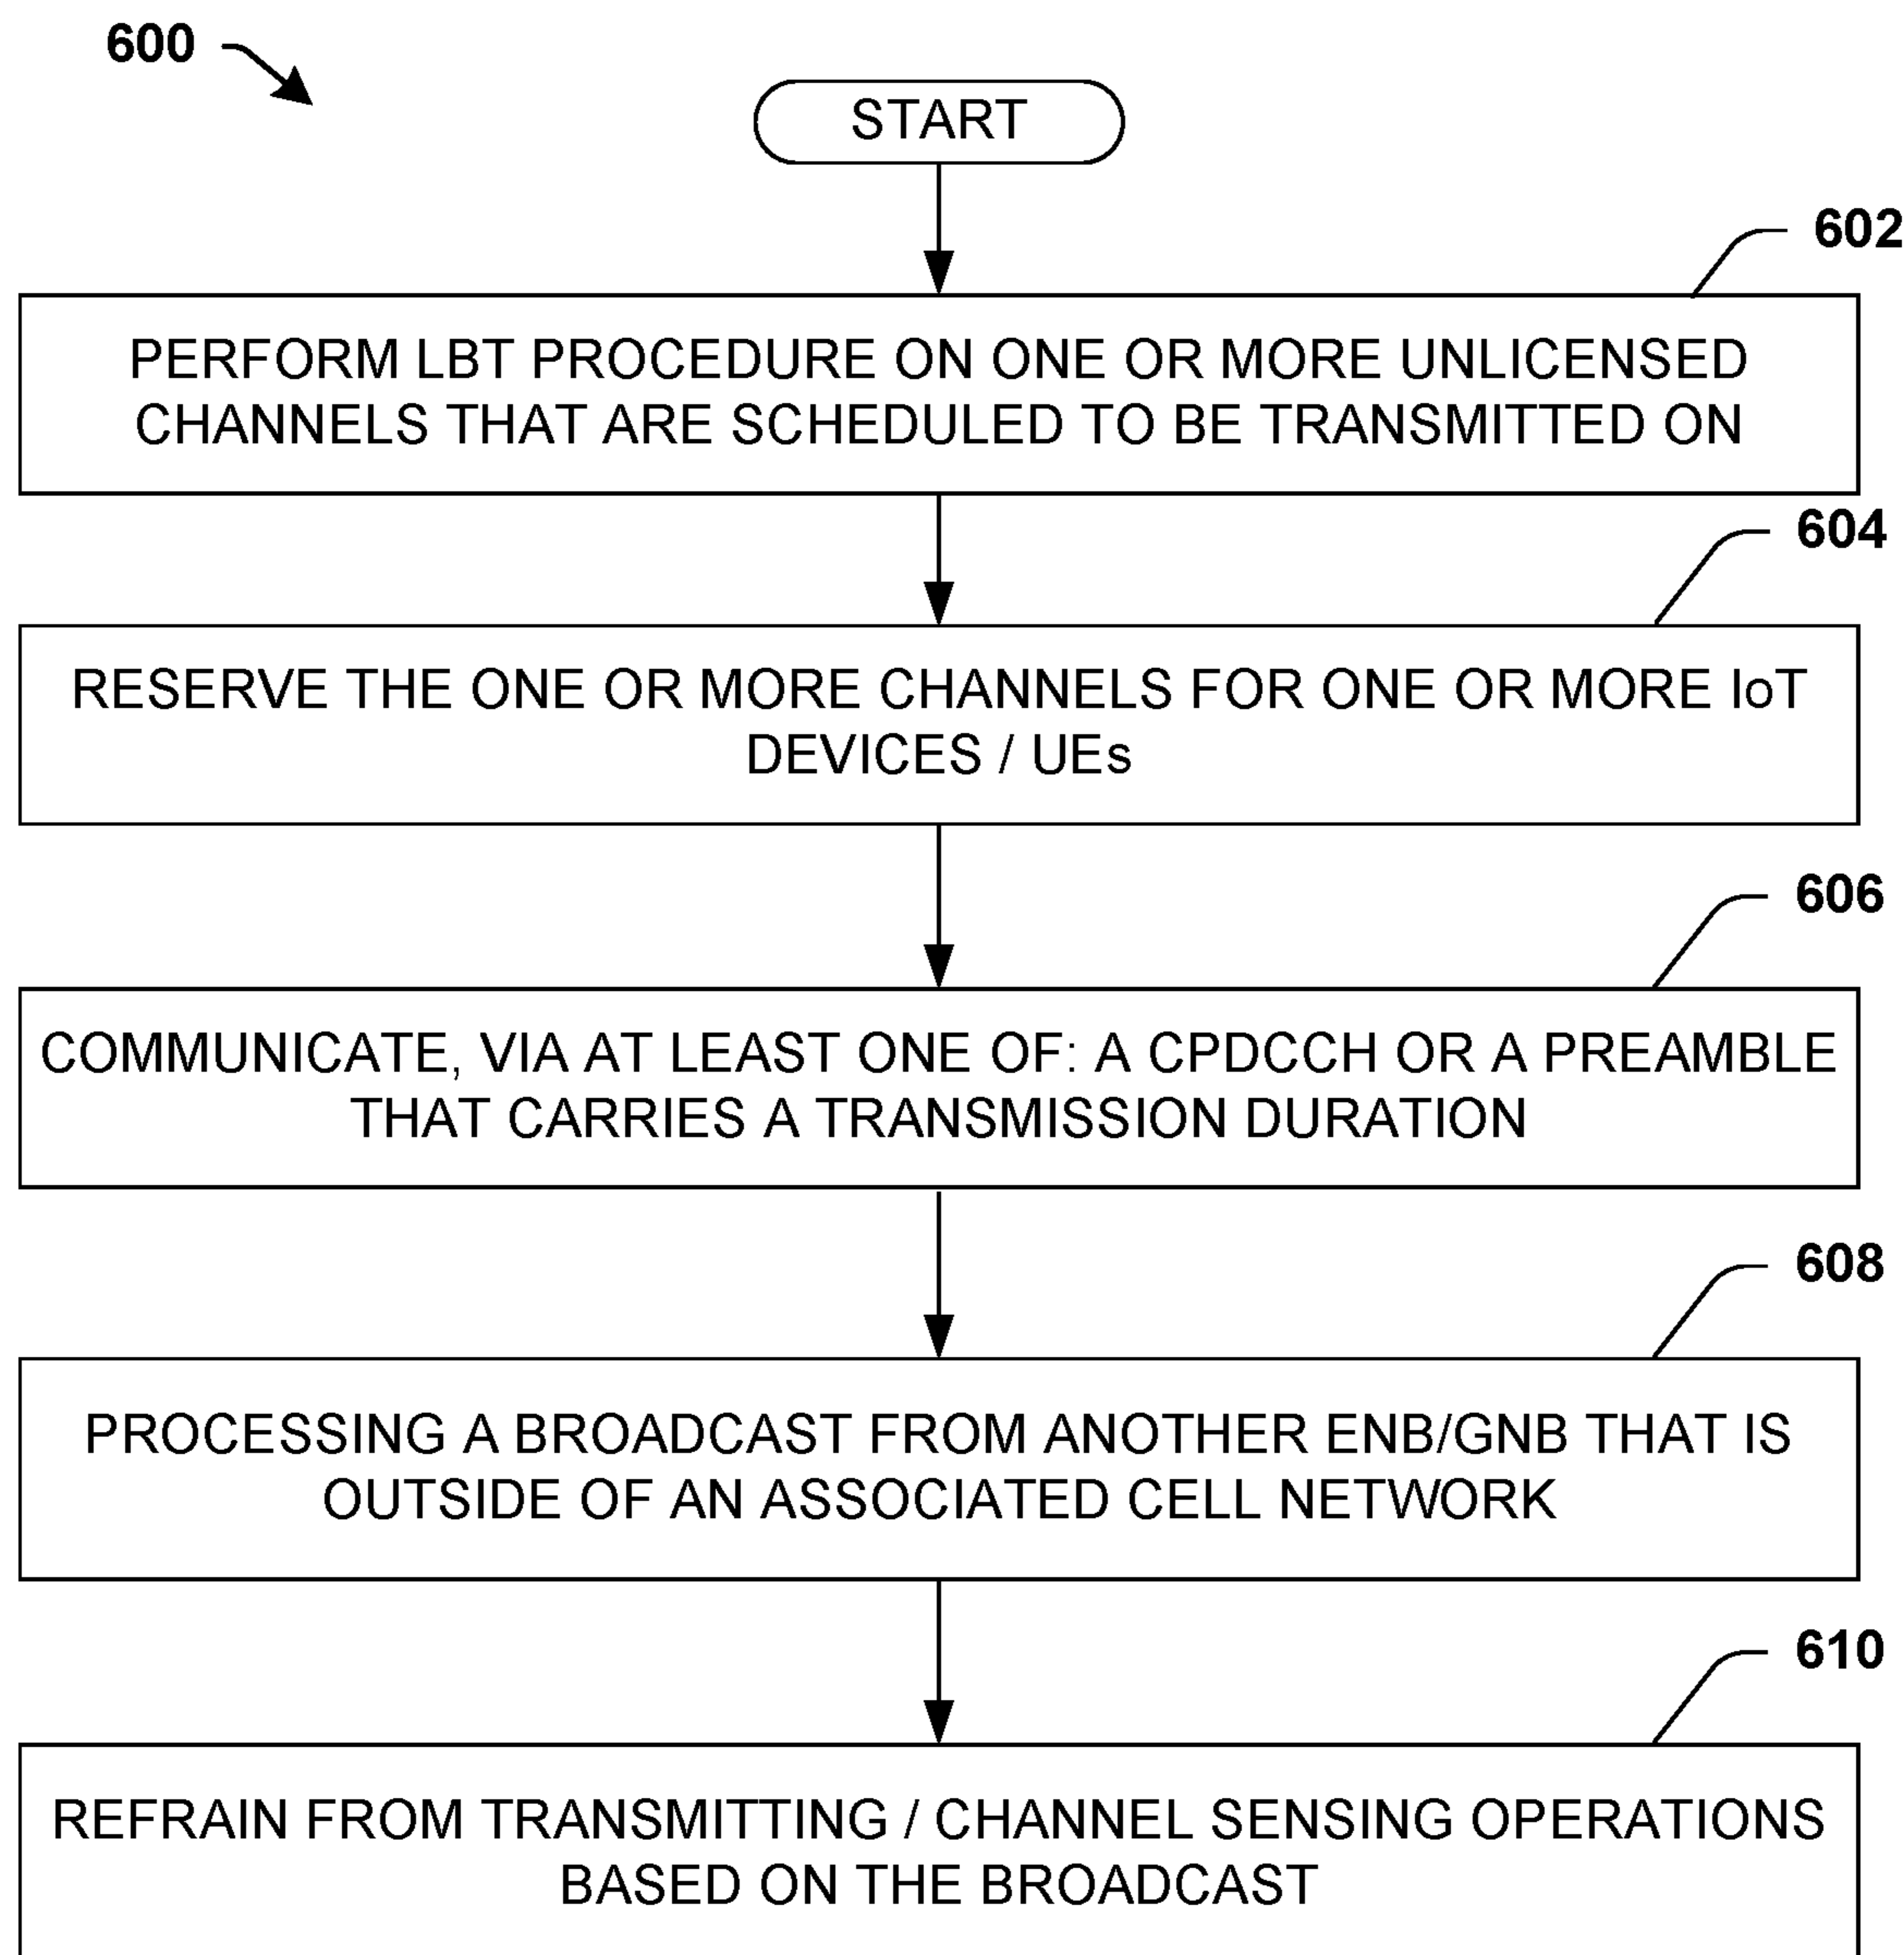 600
START
602
PERFORM LBT PROCEDURE ON ONE OR MORE UNLICENSED
CHANNELS THAT ARE SCHEDULED TO BE TRANSMITTED ON
604
RESERVE THE ONE OR MORE CHANNELS FOR ONE OR MORE IoT
DEVICES / UEs
606
COMMUNICATE, VIA AT LEAST ONE OF: A CPDCCH OR A PREAMBLE
THAT CARRIES A TRANSMISSION DURATION
608
PROCESSING A BROADCAST FROM ANOTHER ENB/GNB THAT IS
OUTSIDE OF AN ASSOCIATED CELL NETWORK
610
REFRAIN FROM TRANSMITTING / CHANNEL SENSING OPERATIONS
BASED ON THE BROADCAST